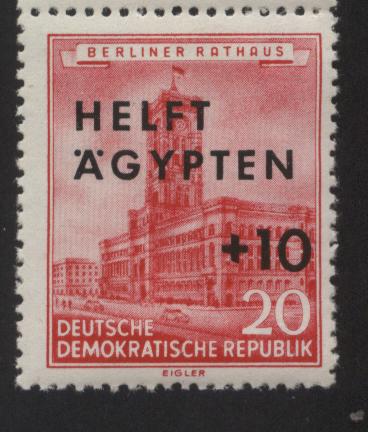 BERLINER RATHAUS
HELFT
ÄGYPTEN
+10
20
DEUTSCHE
DEMOKRATISCHE REPUBLIK
EIGLER